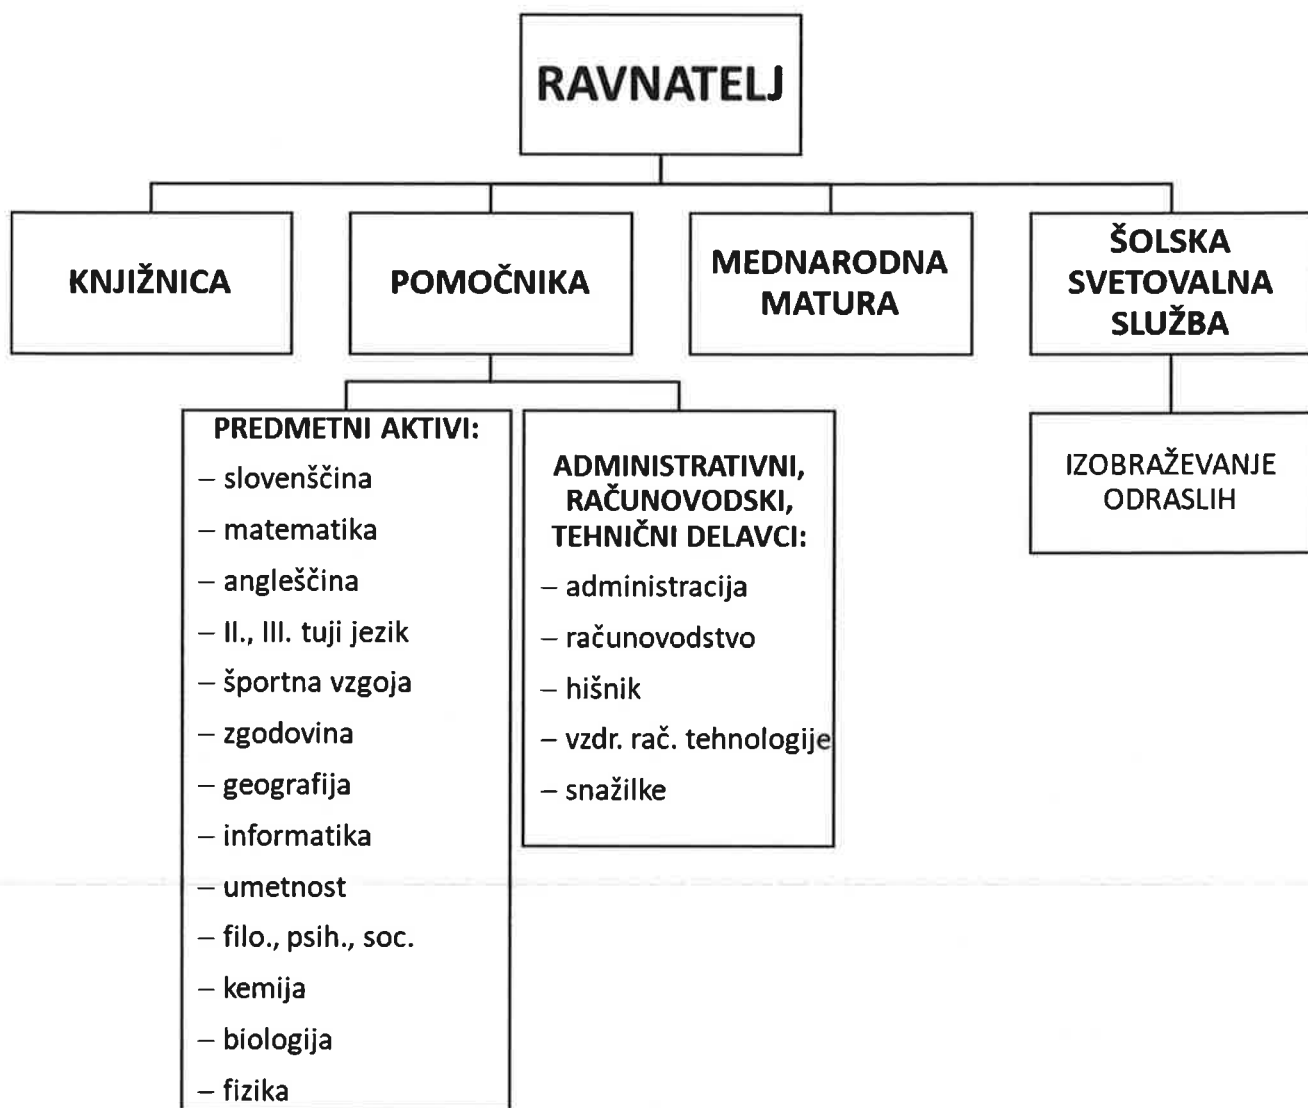 RAVNATELJ
KNJIŽNICA
POMOČNIKA
MEDNARODNA
MATURA
ŠOLSKA
SVETOVALNA
SLUŽBA
PREDMETNI AKTIVI:
– slovenščina
– matematika
– angleščina
– II., III. tuji jezik
– športna vzgoja
– zgodovina
– geografija
– informatika
– umetnost
– filo., psih., soc.
– kemija
– biologija
– fizika
ADMINISTRATIVNI,
RAČUNOVODSKI,
TEHNIČNI DELAVCI:
– administracija
– računovodstvo
– hišnik
– vzdr. rač. tehnologije
– snažilke
IZOBRAŽEVANJE
ODRASLIH